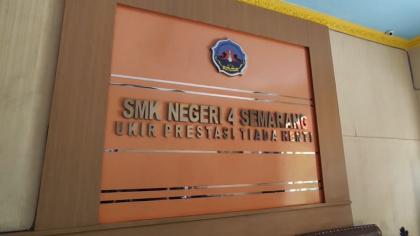 SMK NEGERI 4 SEMARANG
UKIR PRESTASI TIADA HENTI